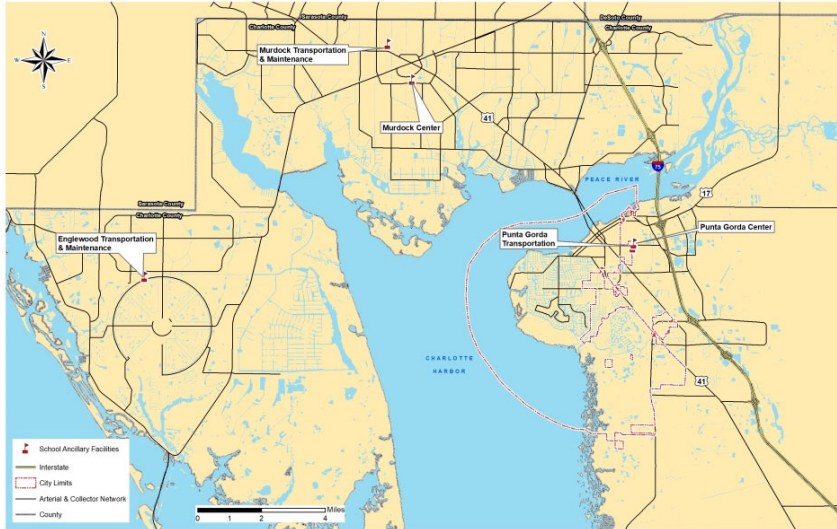 Sarasota County
Charlotte County
DeSoto County
Charlotte County
N
W
E
S
Murdock Transportation
& Maintenance
Murdock Center
41
75
PEACE RIVER
17
Sarasota County
Charlotte County
Punta Gorda
Transportation
Punta Gorda Center
Englewood Transportation
& Maintenance
CHARLOTTE
HARBOR
41
School Ancillary Facilities
Interstate
City Limits
Arterial & Collector Network
County
Miles
0 1 2 4